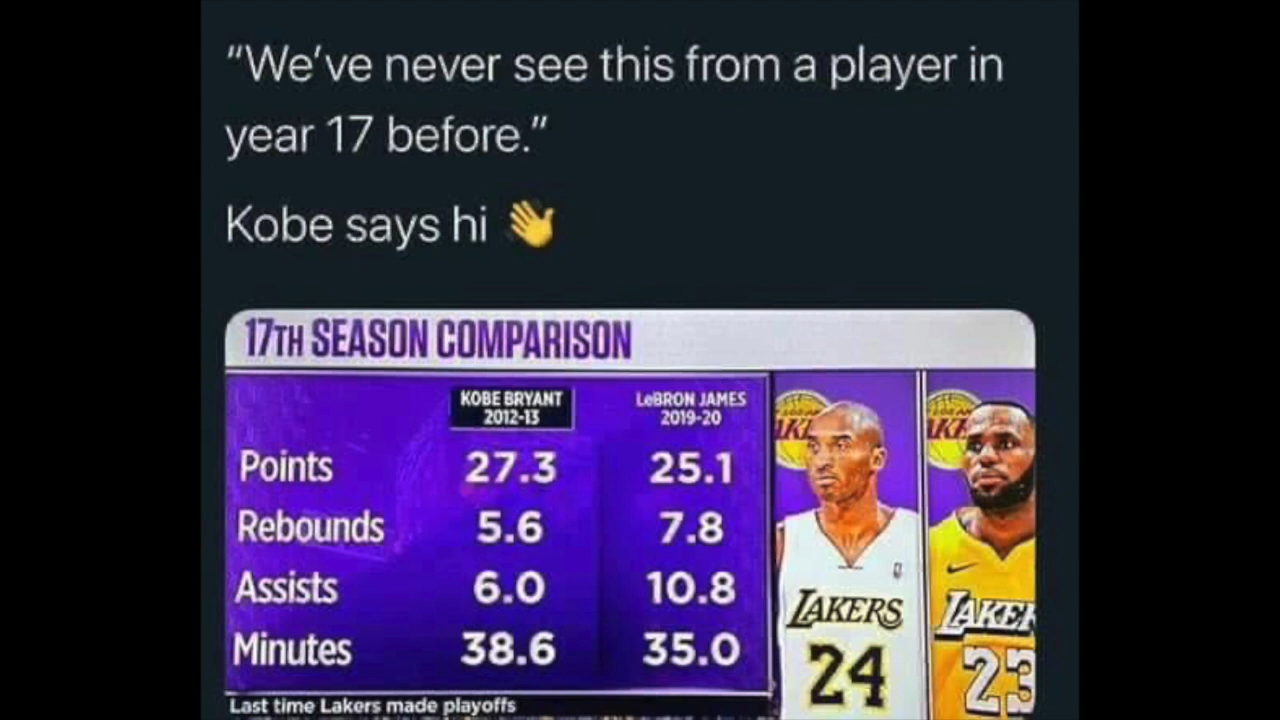 "We've never see this from a player in
year 17 before."
Kobe says hi 👋
17TH SEASON COMPARISON
KOBE BRYANT
2012-13
LeBRON JAMES
2019-20
Points 27.3 25.1
Rebounds 5.6 7.8
Assists 6.0 10.8
Minutes 38.6 35.0
Last time Lakers made playoffs
LAKERS
24
LAKER
23